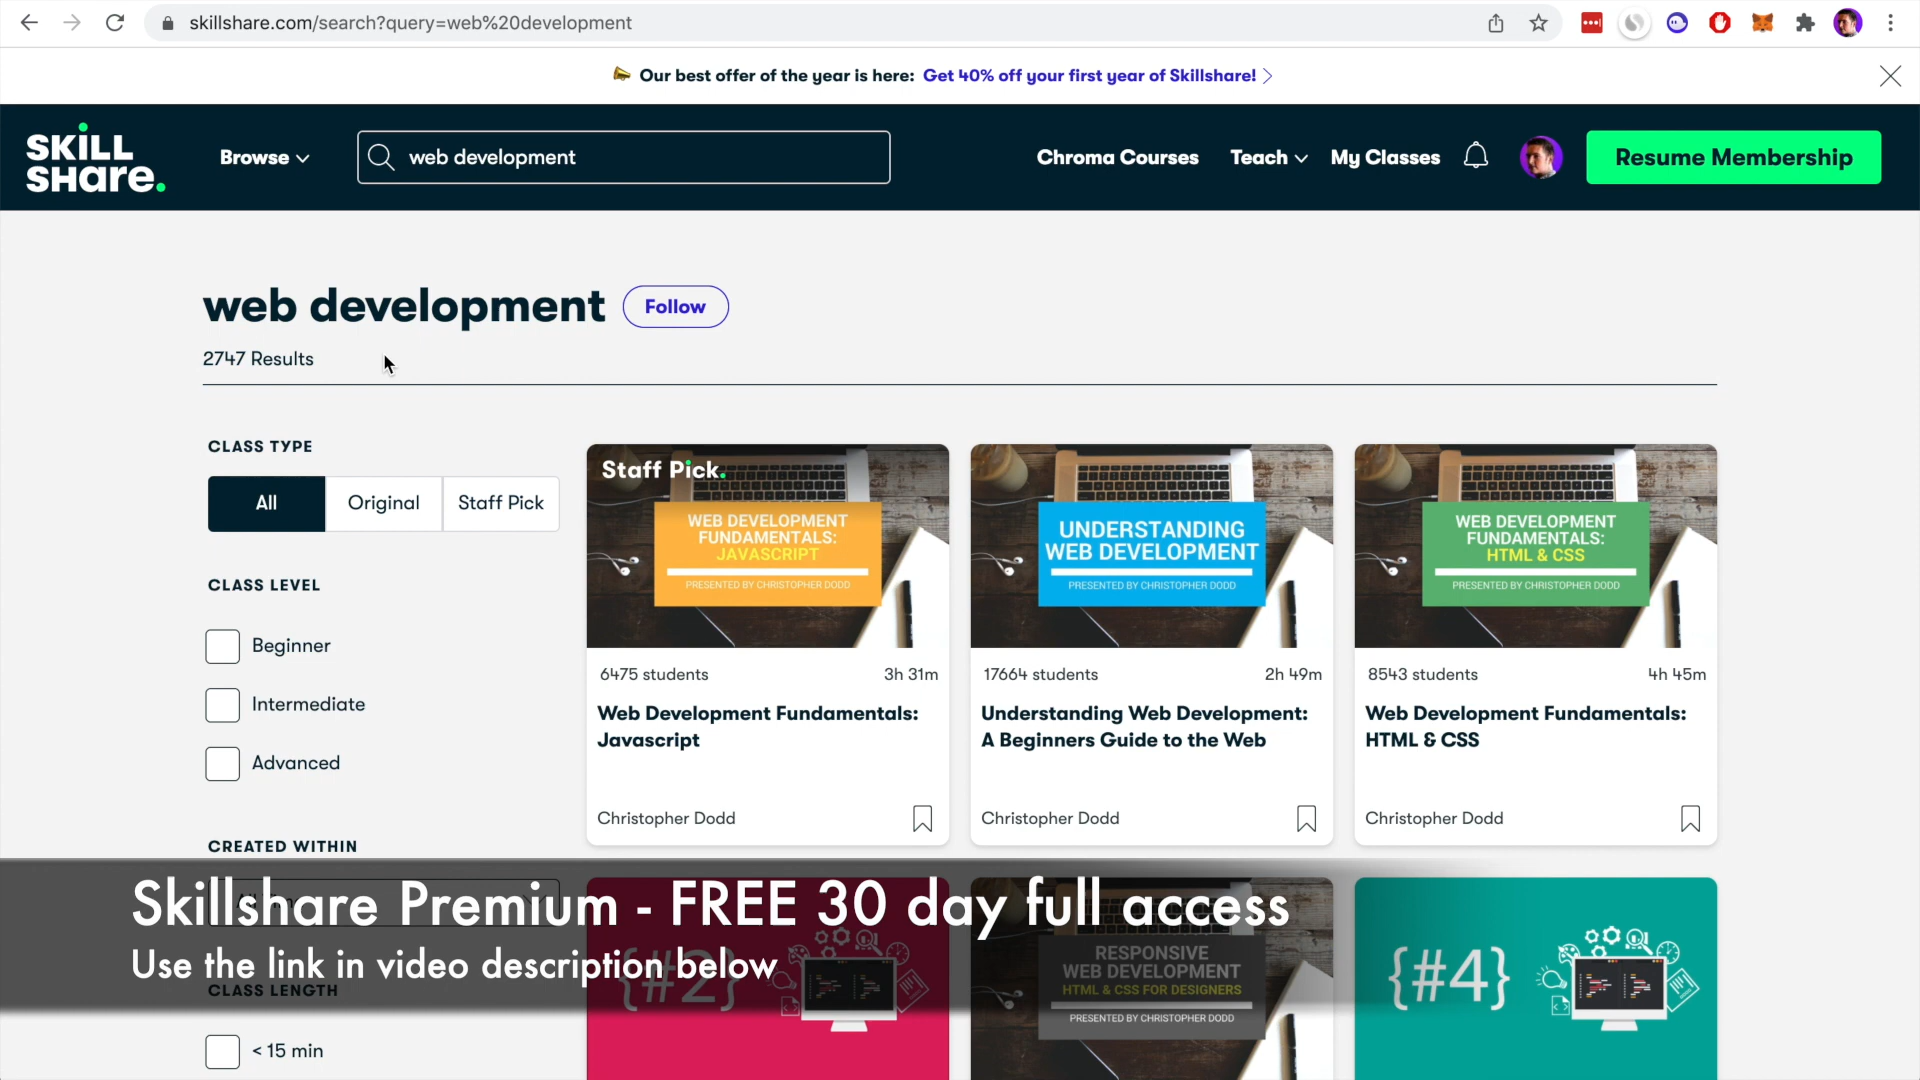 skillshare.com/search?query=web%20development
Our best offer of the year is here: Get 40% off your first year of Skillshare!
SKILL
SHare.
Browse
web development
Chroma Courses
Teach
My Classes
Resume Membership
web development
Follow
2747 Results
CLASS TYPE
All
Original
Staff Pick
CLASS LEVEL
Beginner
Intermediate
Advanced
CREATED WITHIN
Staff Pick.
WEB DEVELOPMENT
FUNDAMENTALS:
JAVASCRIPT
PRESENTED BY CHRISTOPHER DODD
6475 students
3h 31m
Web Development Fundamentals:
Javascript
Christopher Dodd
UNDERSTANDING
WEB DEVELOPMENT
PRESENTED BY CHRISTOPHER DODD
17664 students
2h 49m
Understanding Web Development:
A Beginners Guide to the Web
Christopher Dodd
WEB DEVELOPMENT
FUNDAMENTALS:
HTML & CSS
PRESENTED BY CHRISTOPHER DODD
8543 students
4h 45m
Web Development Fundamentals:
HTML & CSS
Christopher Dodd
Skillshare Premium - FREE 30 day full access
Use the link in video description below
CLASS LENGTH
< 15 min
{#2}
RESPONSIVE
WEB DEVELOPMENT
HTML & CSS FOR DESIGNERS
PRESENTED BY CHRISTOPHER DODD
{#4}